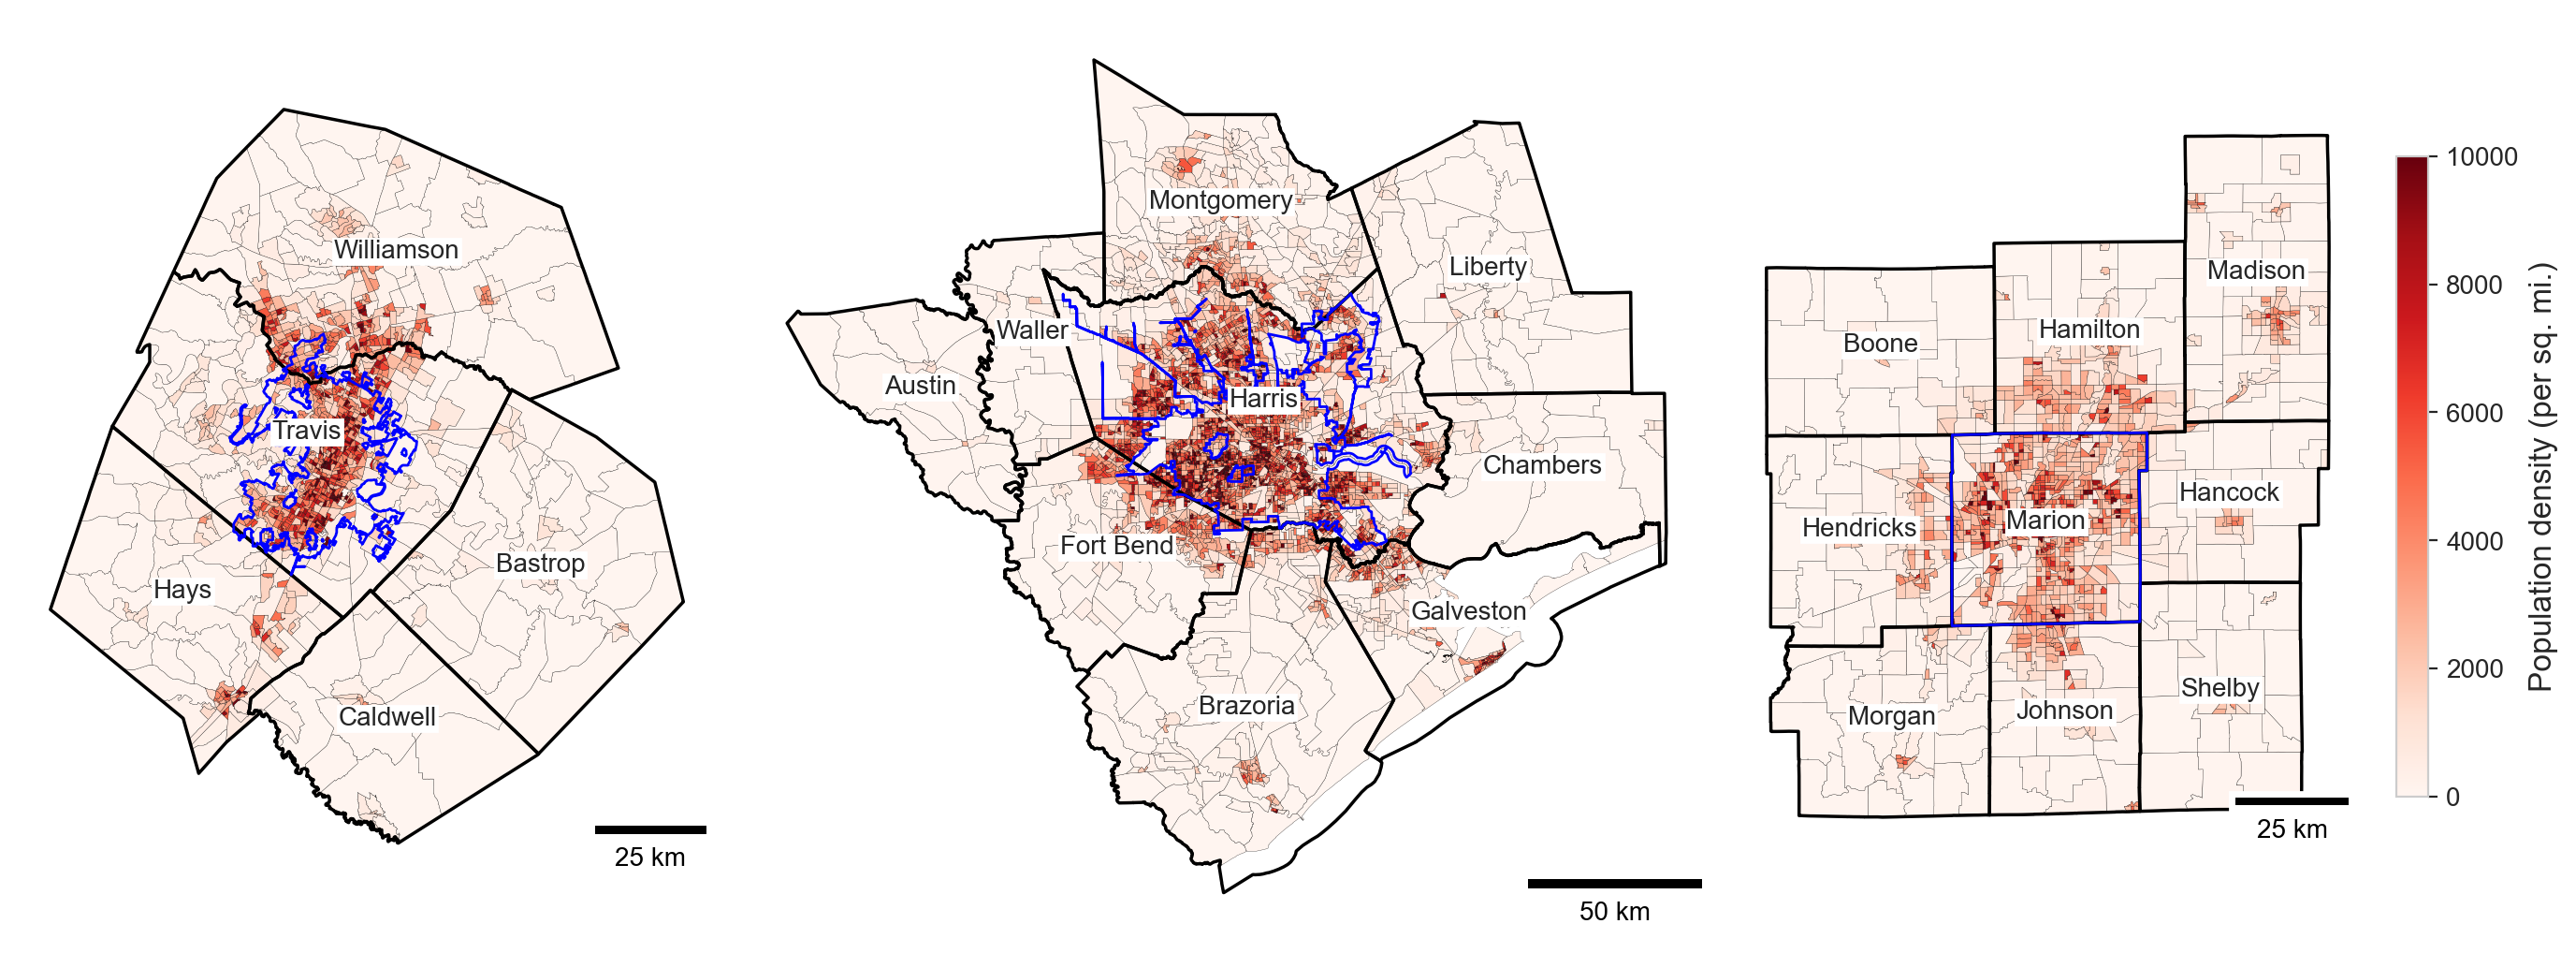 Williamson
Travis
Hays
Bastrop
Caldwell
25 km
Montgomery
Liberty
Waller
Austin
Harris
Chambers
Fort Bend
Galveston
Brazoria
50 km
Madison
Boone
Hamilton
Hancock
Hendricks
Marion
Shelby
Morgan
Johnson
25 km
10000
8000
6000
4000
2000
0
Population density (per sq. mi.)